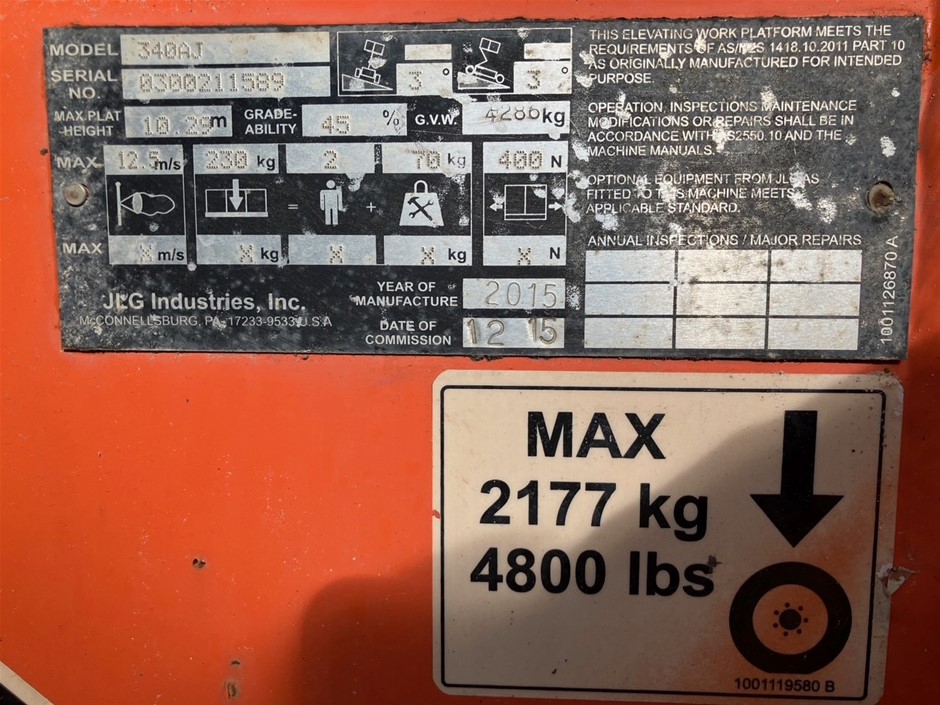 MODEL 340AJ
SERIAL NO. 0300211589
3° 3°
MAX.PLAT -HEIGHT 10.29m GRADE-ABILITY 45 % G.V.W. 4286kg
MAX 12.5m/s 230 kg 2 70 kg 400 N
= +
MAX X m/s X kg X X kg X N
JLG Industries, Inc.
McCONNELLSBURG, PA. 17233-9533 U.S.A
YEAR OF MANUFACTURE 2015
DATE OF COMMISSION 12 15
THIS ELEVATING WORK PLATFORM MEETS THE
REQUIREMENTS OF AS/NZS 1418.10.2011 PART 10
AS ORIGINALLY MANUFACTURED FOR INTENDED
PURPOSE.
OPERATION, INSPECTIONS MAINTENANCE
MODIFICATIONS OR REPAIRS SHALL BE IN
ACCORDANCE WITH AS2550.10 AND THE
MACHINE MANUALS.
OPTIONAL EQUIPMENT FROM JLG AS
FITTED TO THIS MACHINE MEETS
APPLICABLE STANDARD.
ANNUAL INSPECTIONS / MAJOR REPAIRS
1001126870 A
MAX
2177 kg
4800 lbs
1001119580 B